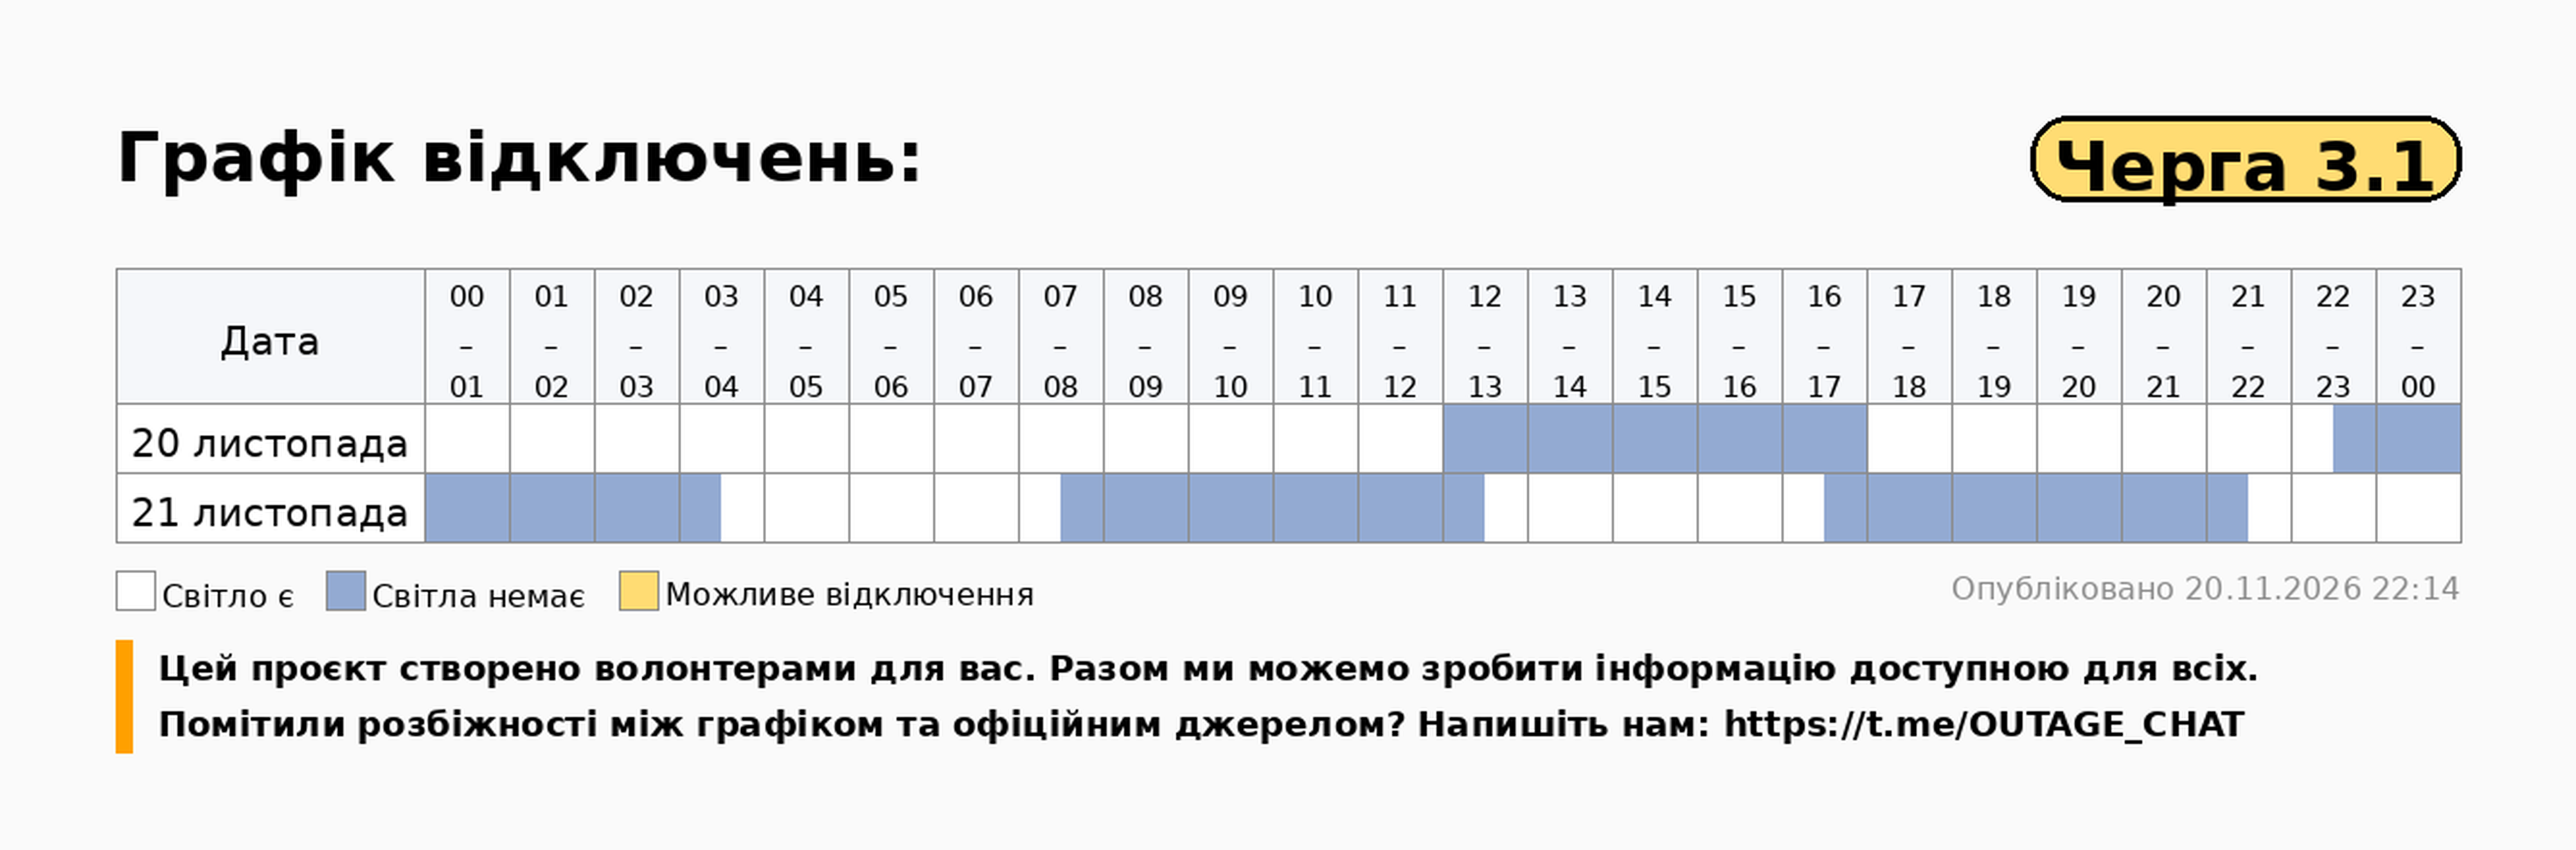 Графік відключень:
Черга 3.1
Дата
00 – 01
01 – 02
02 – 03
03 – 04
04 – 05
05 – 06
06 – 07
07 – 08
08 – 09
09 – 10
10 – 11
11 – 12
12 – 13
13 – 14
14 – 15
15 – 16
16 – 17
17 – 18
18 – 19
19 – 20
20 – 21
21 – 22
22 – 23
23 – 00
20 листопада
21 листопада
Світло є
Світла немає
Можливе відключення
Опубліковано 20.11.2026 22:14
Цей проєкт створено волонтерами для вас. Разом ми можемо зробити інформацію доступною для всіх.
Помітили розбіжності між графіком та офіційним джерелом? Напишіть нам: https://t.me/OUTAGE_CHAT